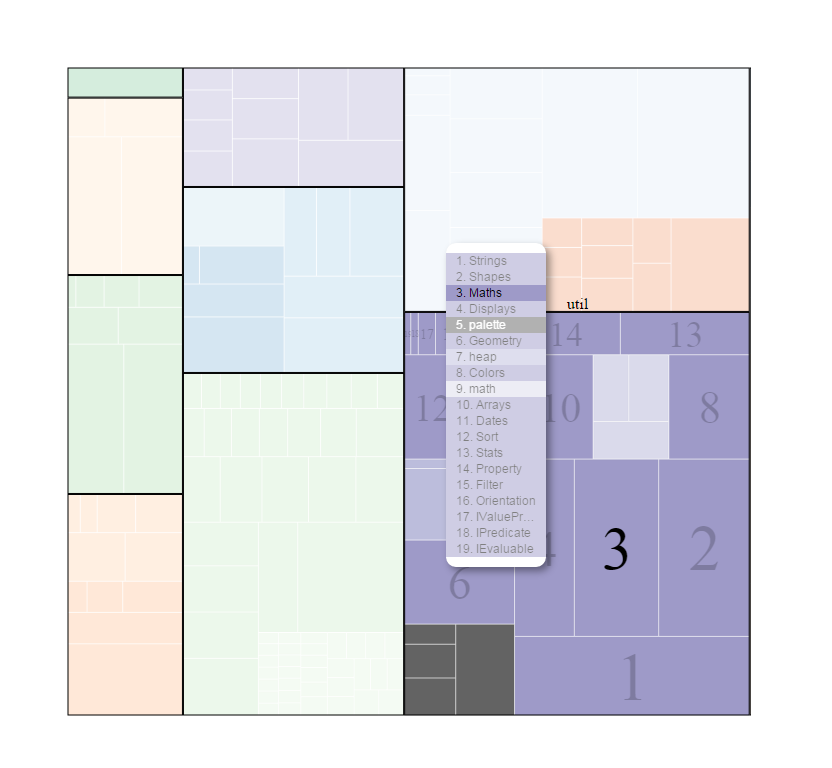 1. Strings
2. Shapes
3. Maths
4. Displays
5. palette
6. Geometry
7. heap
8. Colors
9. math
10. Arrays
11. Dates
12. Sort
13. Stats
14. Property
15. Filter
16. Orientation
17. IValuePr...
18. IPredicate
19. IEvaluable
util
17
14
13
12
10
8
4
3
2
6
1